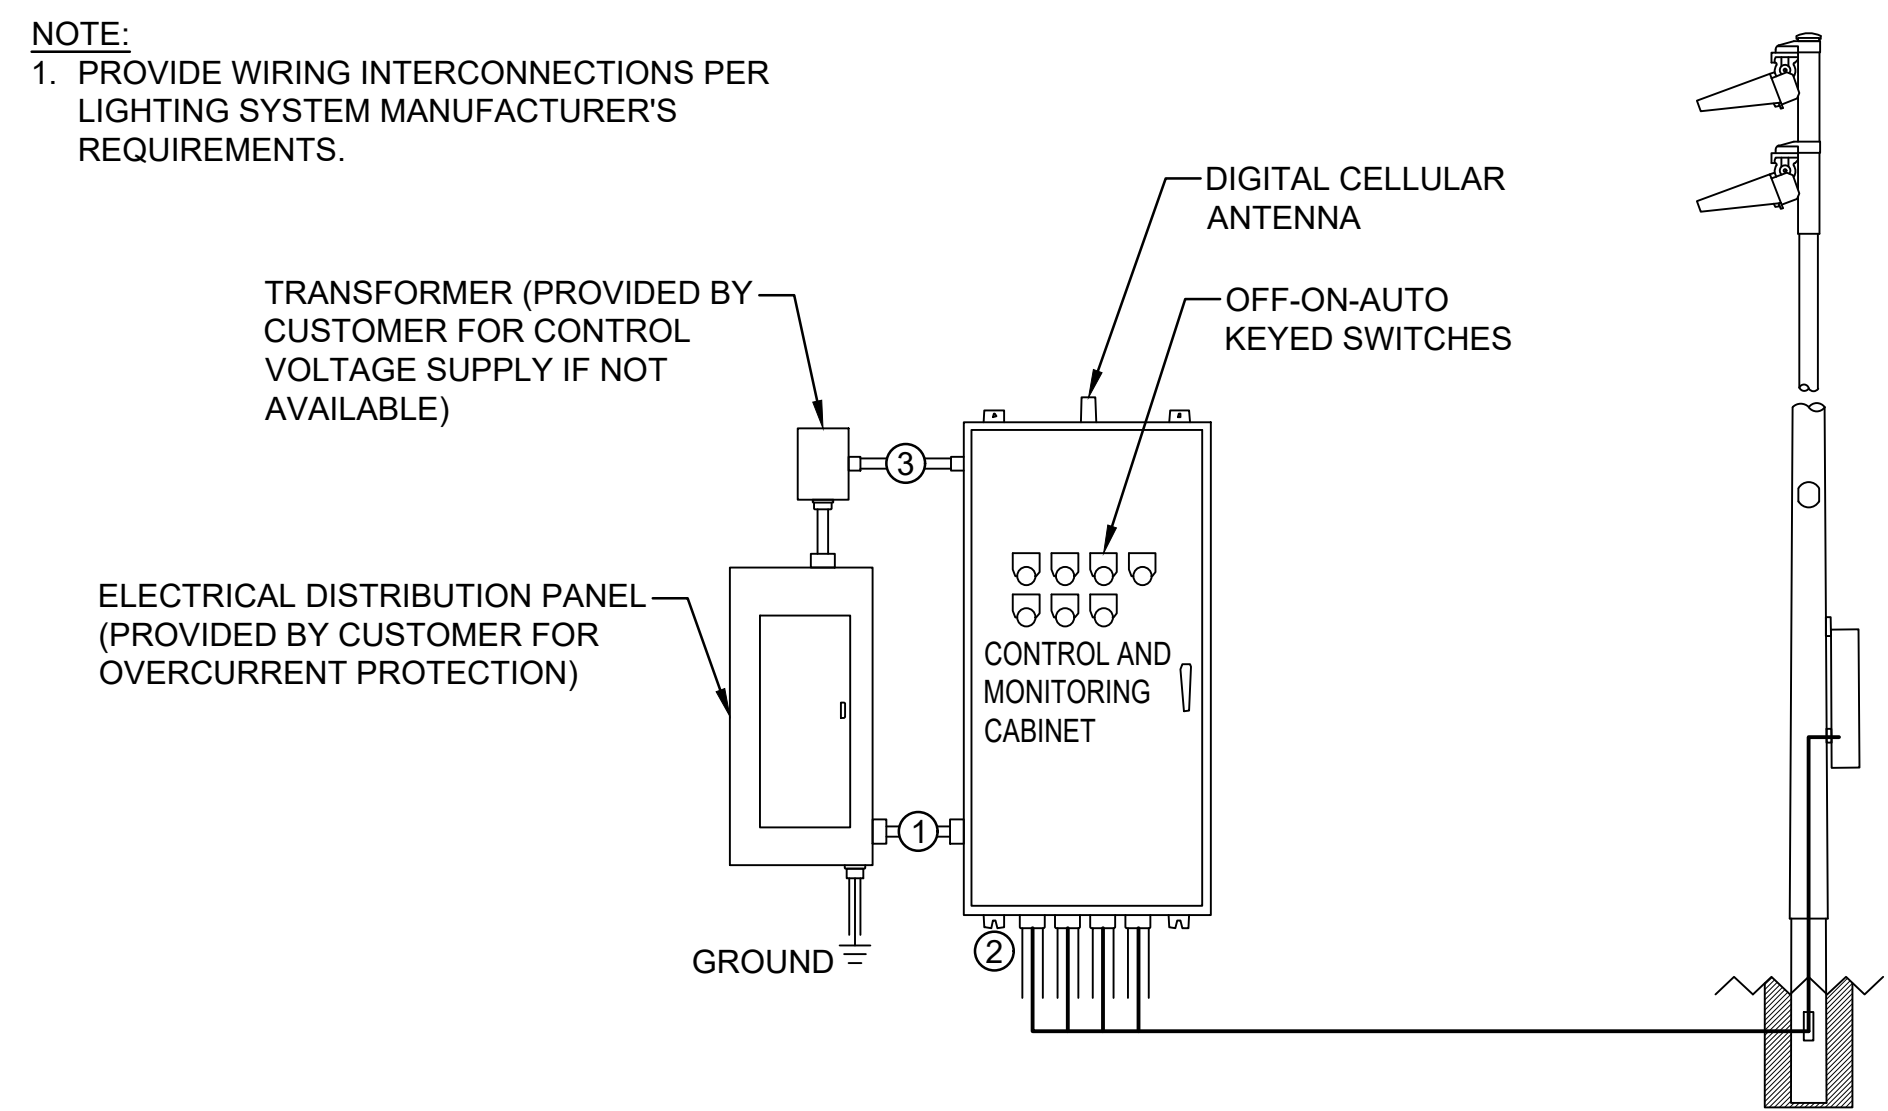 NOTE:
1. PROVIDE WIRING INTERCONNECTIONS PER
LIGHTING SYSTEM MANUFACTURER'S
REQUIREMENTS.
DIGITAL CELLULAR
ANTENNA
TRANSFORMER (PROVIDED BY
CUSTOMER FOR CONTROL
VOLTAGE SUPPLY IF NOT
AVAILABLE)
OFF-ON-AUTO
KEYED SWITCHES
3
ELECTRICAL DISTRIBUTION PANEL
(PROVIDED BY CUSTOMER FOR
OVERCURRENT PROTECTION)
CONTROL AND
MONITORING
CABINET
1
2
GROUND